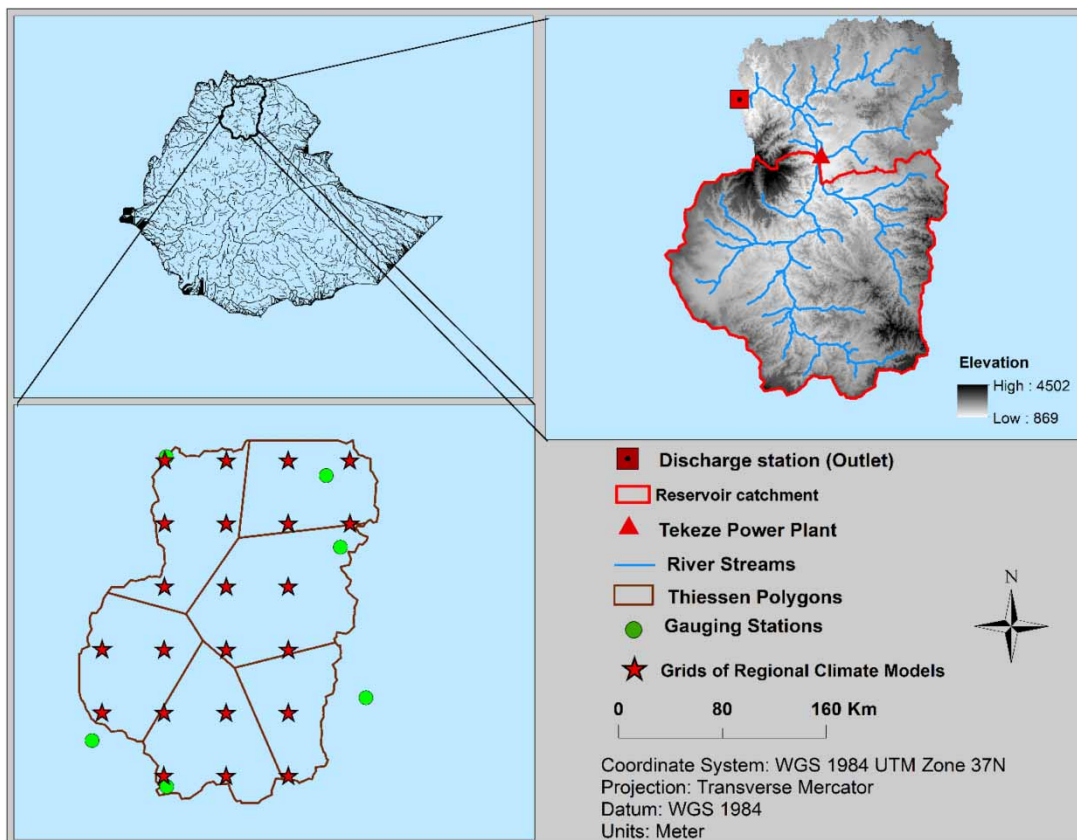 Elevation
High : 4502
Low : 869
Discharge station (Outlet)
Reservoir catchment
Tekeze Power Plant
River Streams
Thiessen Polygons
Gauging Stations
Grids of Regional Climate Models
N
0 80 160 Km
Coordinate System: WGS 1984 UTM Zone 37N
Projection: Transverse Mercator
Datum: WGS 1984
Units: Meter